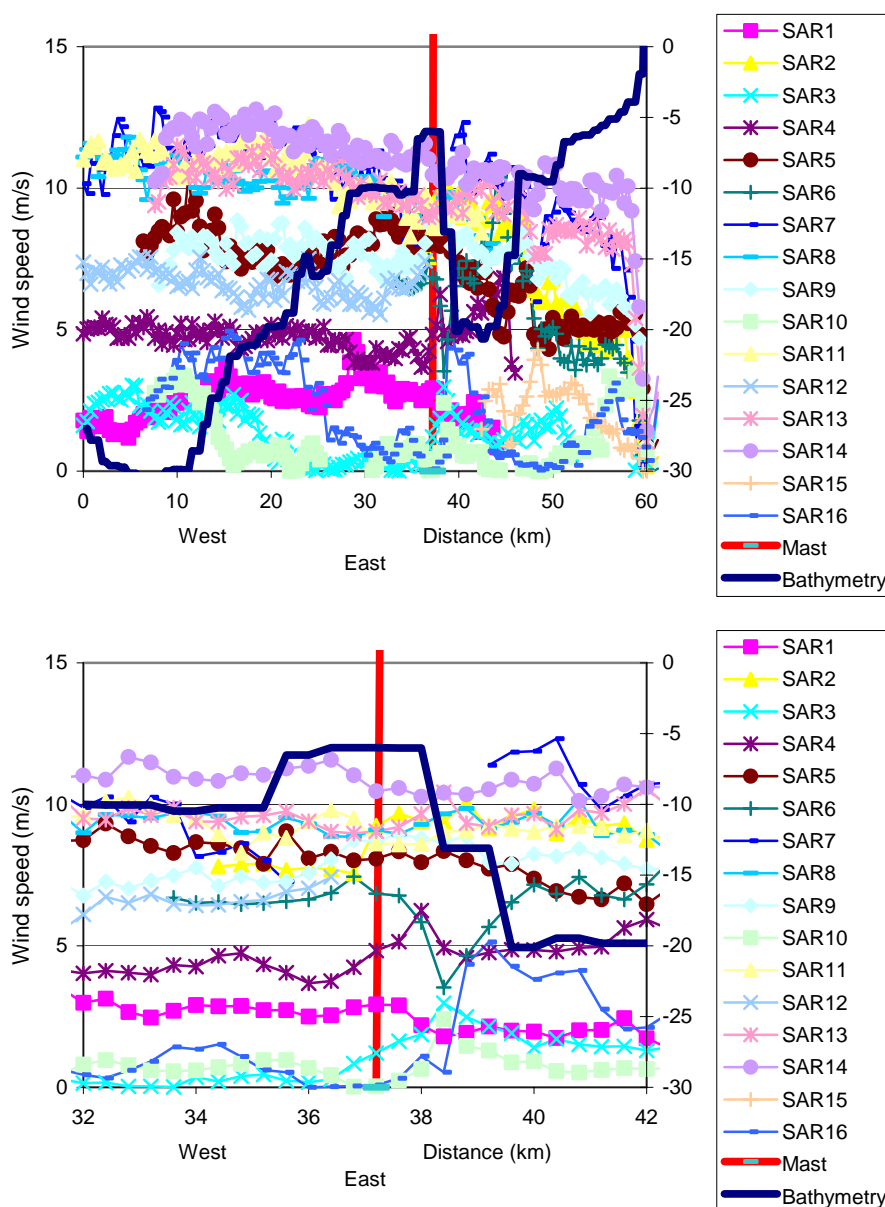 15
10
5
0
0
-5
-10
-15
-20
-25
-30
0 10 20 30 40 50 60
Wind speed (m/s)
West Distance (km)
East
SAR1
SAR2
SAR3
SAR4
SAR5
SAR6
SAR7
SAR8
SAR9
SAR10
SAR11
SAR12
SAR13
SAR14
SAR15
SAR16
Mast
Bathymetry
15
10
5
0
0
-5
-10
-15
-20
-25
-30
32 34 36 38 40 42
Wind speed (m/s)
West Distance (km)
East
SAR1
SAR2
SAR3
SAR4
SAR5
SAR6
SAR7
SAR8
SAR9
SAR10
SAR11
SAR12
SAR13
SAR14
SAR15
SAR16
Mast
Bathymetry